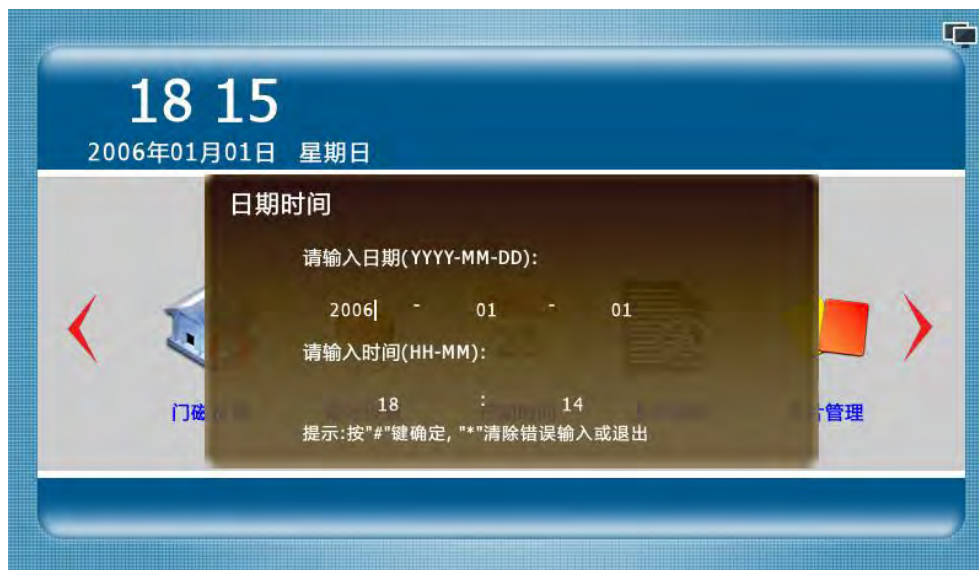 18 15
2006年01月01日 星期日
日期时间
请输入日期(YYYY-MM-DD):
2006 - 01 - 01
请输入时间(HH-MM):
18 : 14
提示:按"#"键确定, "*"清除错误输入或退出
门磁
管理